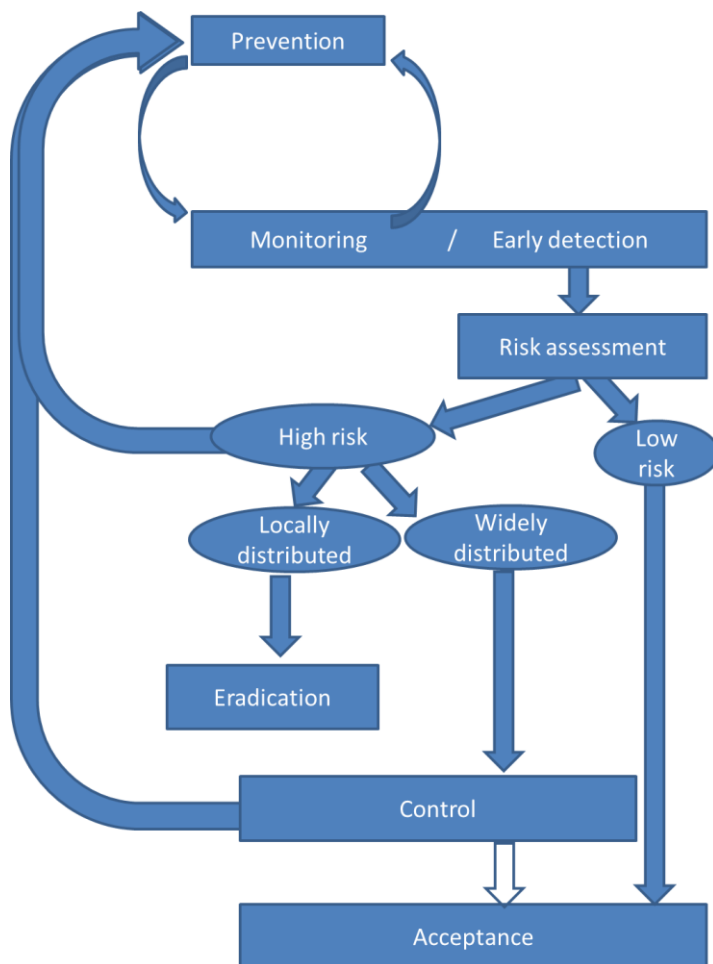 Prevention
Monitoring / Early detection
Risk assessment
High risk
Low
risk
Locally
distributed
Widely
distributed
Eradication
Control
Acceptance